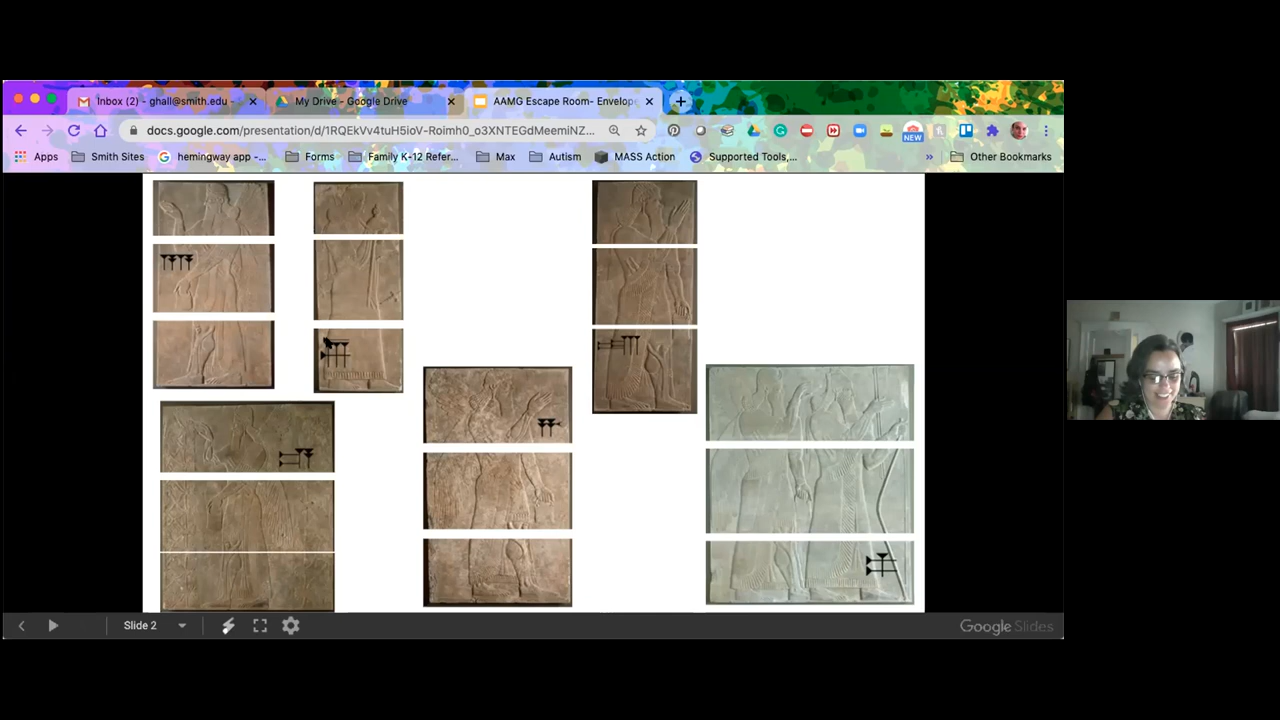 Inbox (2) - ghall@smith.edu -
My Drive - Google Drive
AAMG Escape Room- Envelope
docs.google.com/presentation/d/1RQEkVv4tuH5ioV-Roimh0_o3XNTEGdMeemiNZ...
NEW
Apps
Smith Sites
hemingway app -...
Forms
Family K-12 Refer...
Max
Autism
MASS Action
Supported Tools,...
»
Other Bookmarks
Slide 2
Google Slides